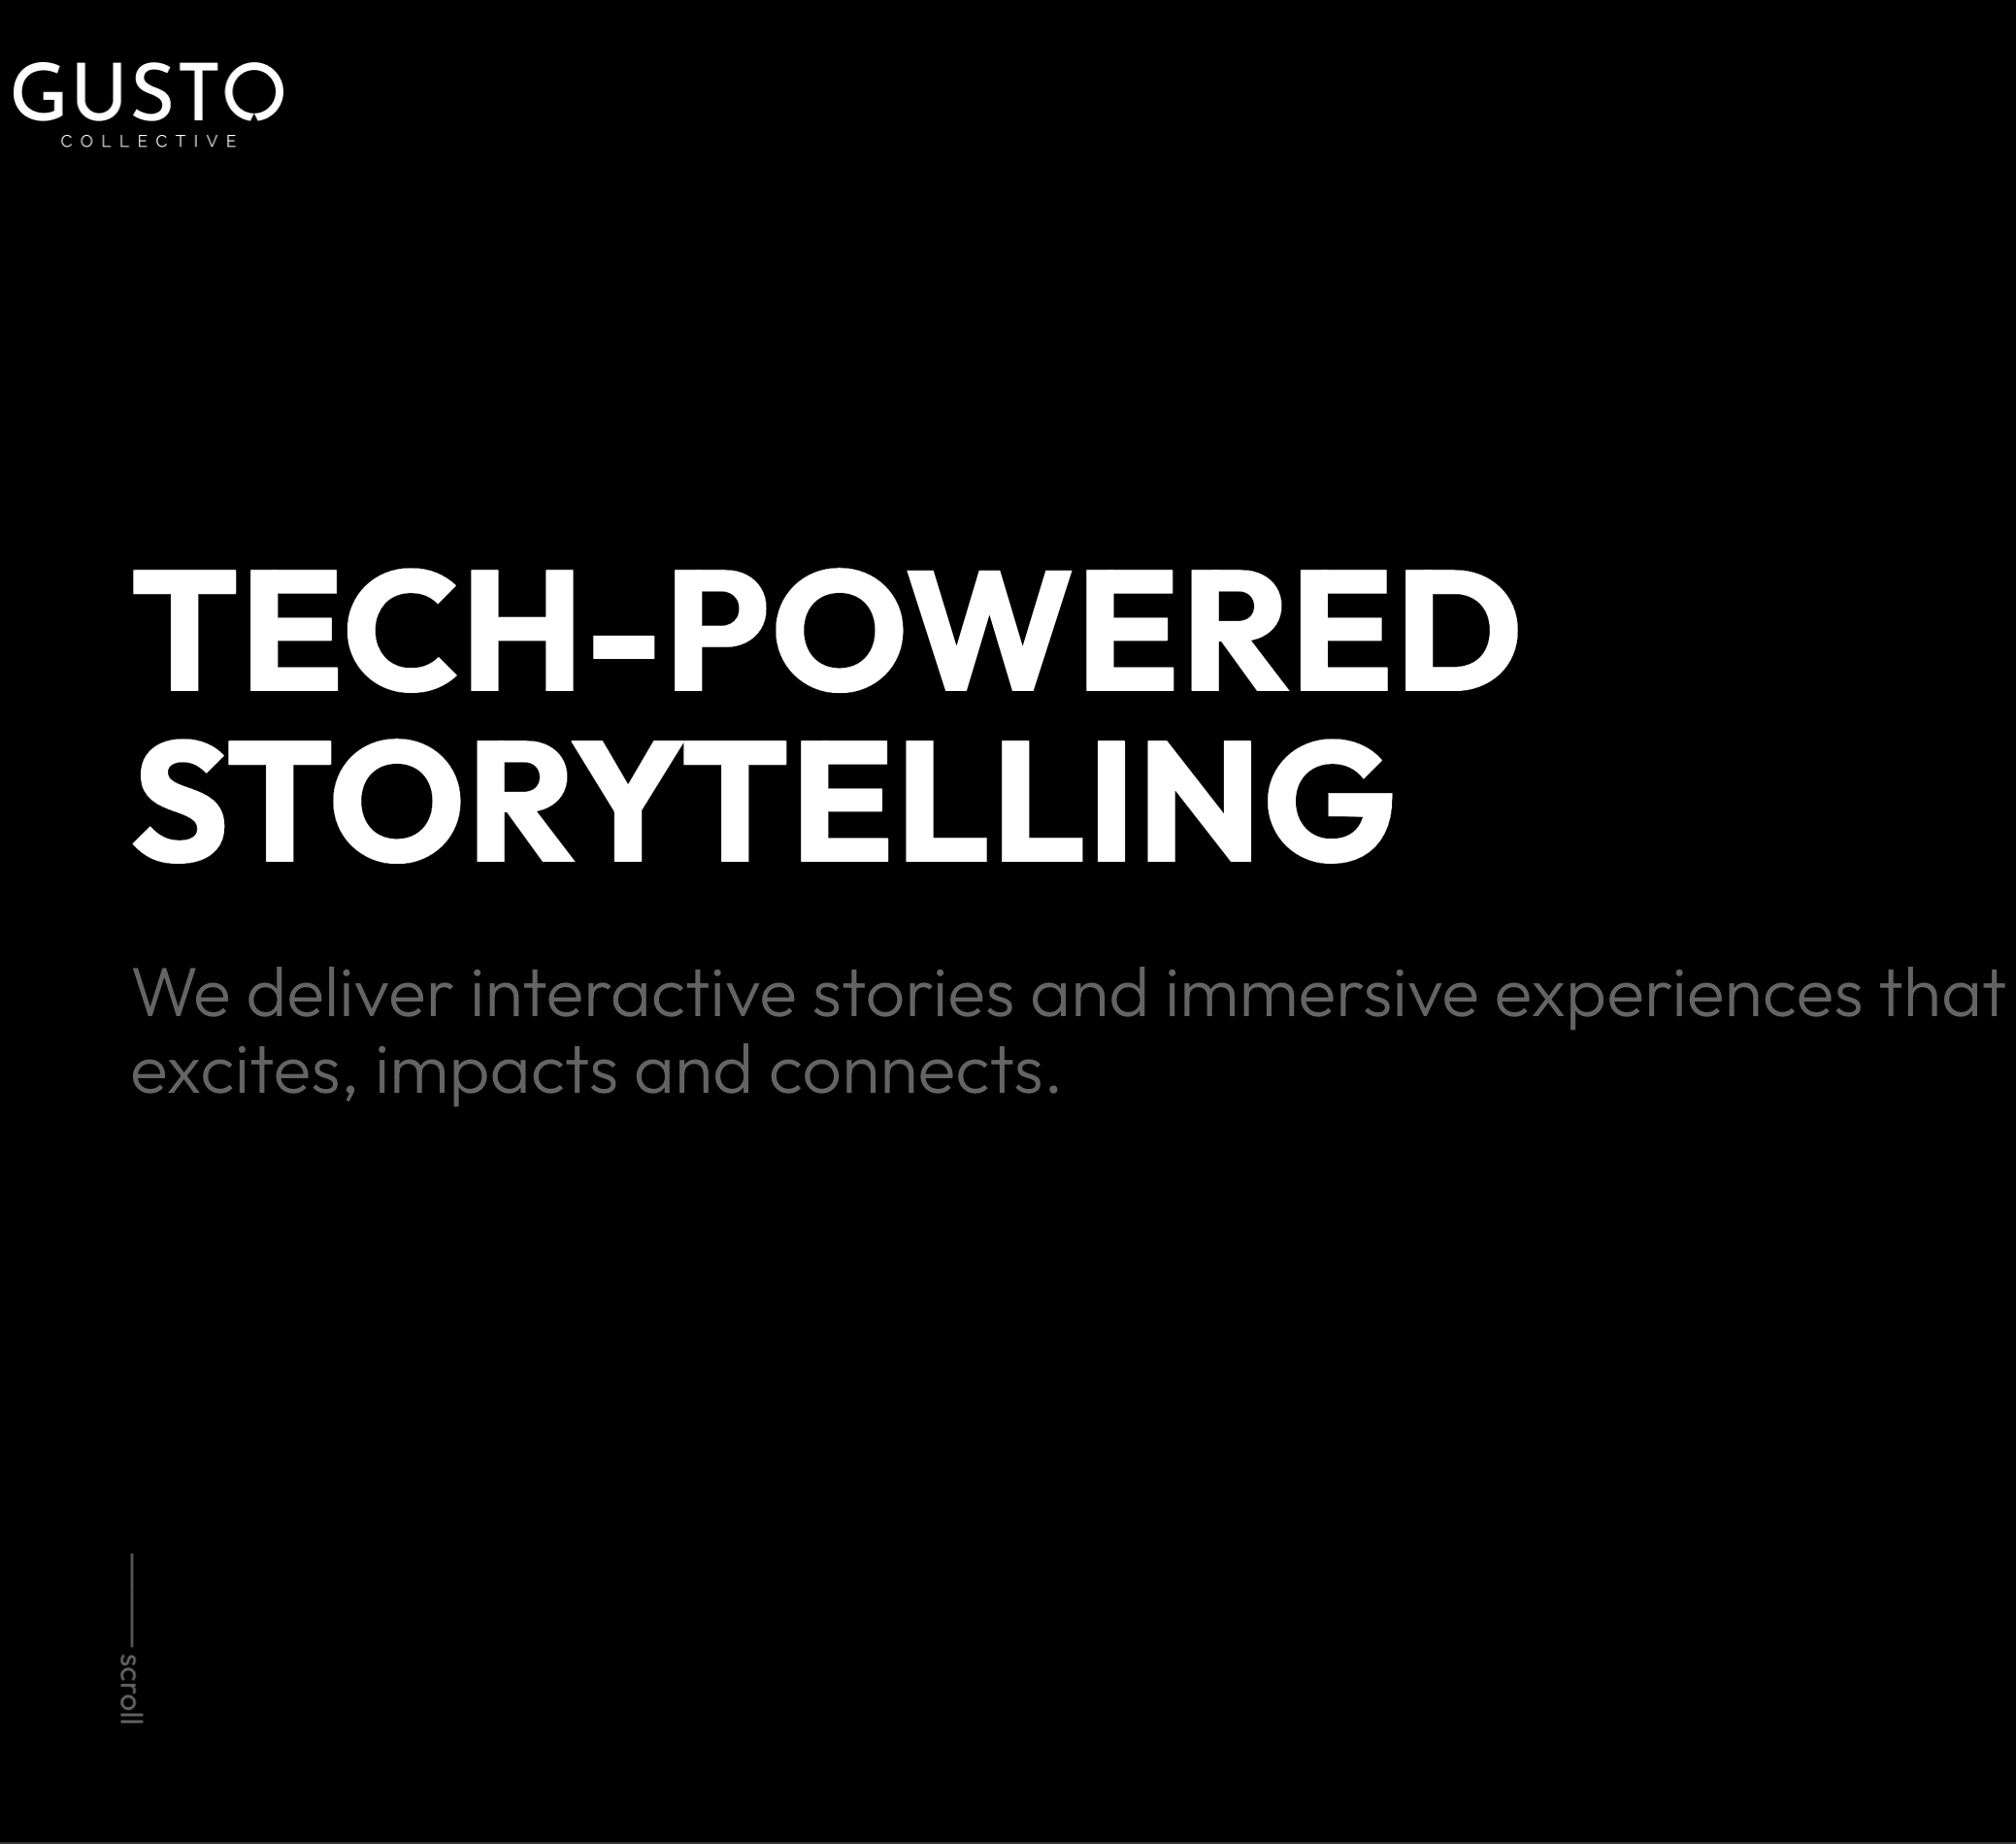 GUSTO
COLLECTIVE
TECH-POWERED
STORYTELLING
We deliver interactive stories and immersive experiences that
excites, impacts and connects.
scroll